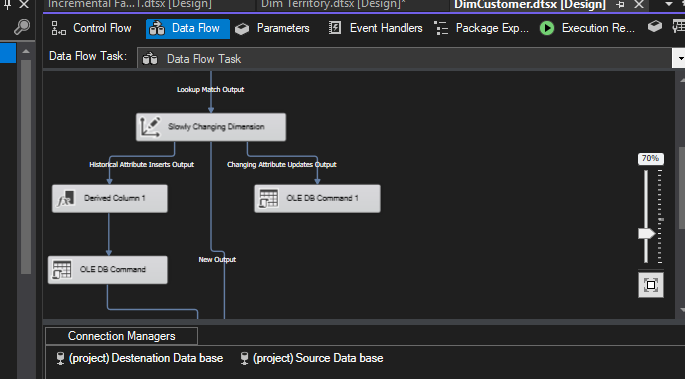 Incremental Fa...1.dtsx [Design]
Dim Territory.dtsx [Design]*
DimCustomer.dtsx [Design]
Control Flow
Data Flow
Parameters
Event Handlers
Package Exp...
Execution Re...
Data Flow Task:
Data Flow Task
Lookup Match Output
Slowly Changing Dimension
Historical Attribute Inserts Output
Changing Attribute Updates Output
Derived Column 1
OLE DB Command 1
70%
New Output
OLE DB Command
Connection Managers
(project) Destenation Data base
(project) Source Data base